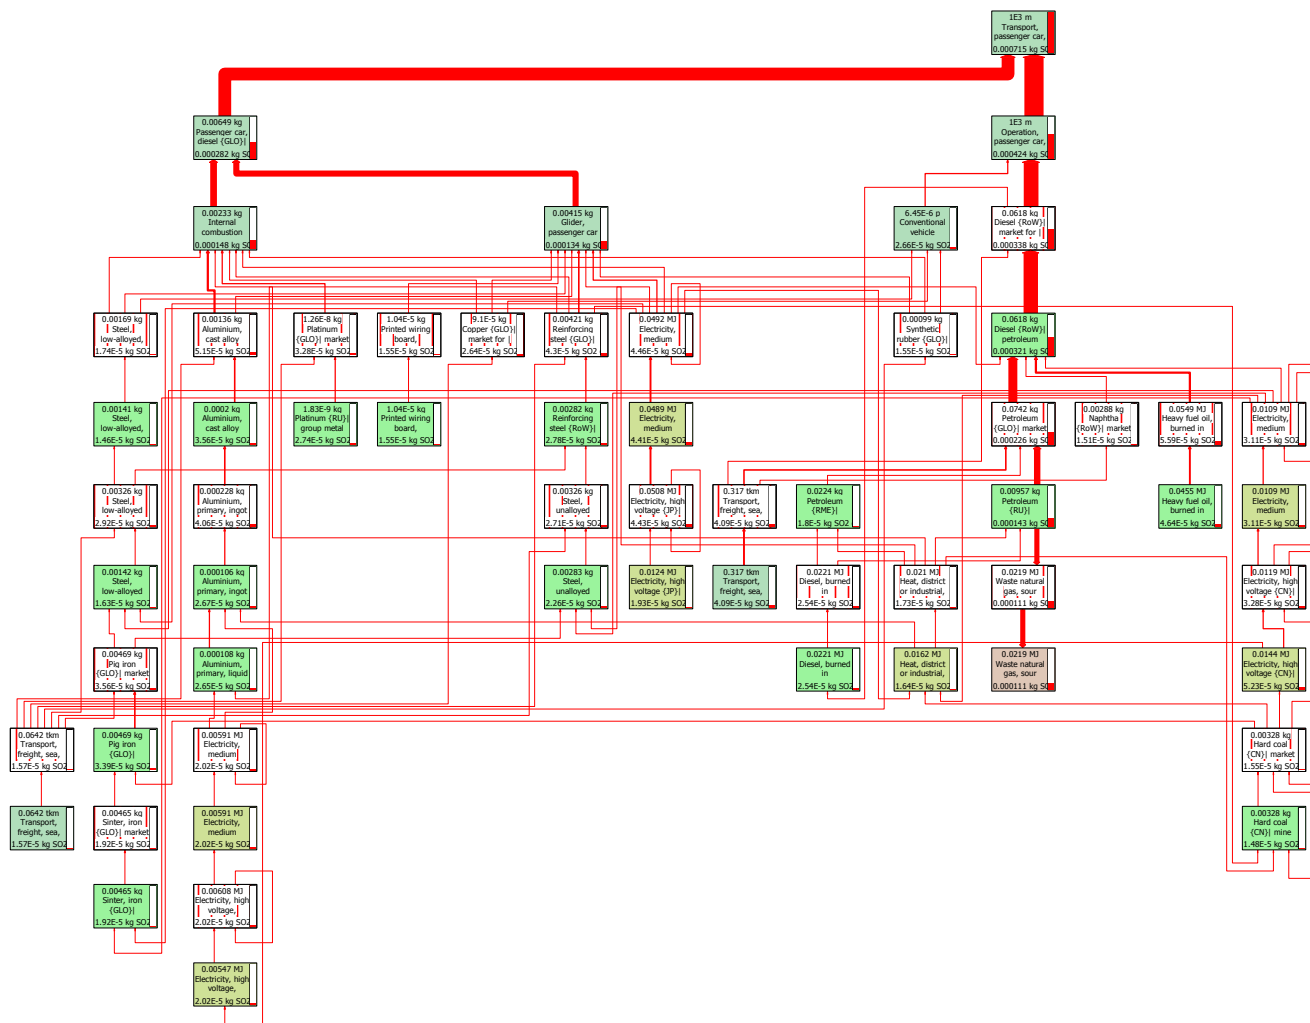 1E3 m
Transport,
passenger car,
0.000715 kg SO
0.00649 kg
Passenger car,
diesel {GLO}|
0.000282 kg SO
1E3 m
Operation,
passenger car,
0.000424 kg SO
0.00233 kg
Internal
combustion
0.000148 kg SO
0.00415 kg
Glider,
passenger car
0.000134 kg SO
6.45E-6 p
Conventional
vehicle
2.66E-5 kg SO2
0.0618 kg
Diesel {RoW}|
market for |
0.000338 kg SO
0.00169 kg
Steel,
low-alloyed,
1.74E-5 kg SO2
0.00136 kg
Aluminium,
cast alloy
5.15E-5 kg SO2
1.26E-8 kg
Platinum
{GLO}| market
3.28E-5 kg SO2
1.04E-5 kg
Printed wiring
board,
1.55E-5 kg SO2
9.1E-5 kg
Copper {GLO}|
market for |
2.64E-5 kg SO2
0.00421 kg
Reinforcing
steel {GLO}|
4.3E-5 kg SO2
0.0492 MJ
Electricity,
medium
4.46E-5 kg SO2
0.00099 kg
Synthetic
rubber {GLO}|
1.55E-5 kg SO2
0.0618 kg
Diesel {RoW}|
petroleum
0.000321 kg SO
0.00141 kg
Steel,
low-alloyed,
1.46E-5 kg SO2
0.0002 kg
Aluminium,
cast alloy
3.56E-5 kg SO2
1.83E-9 kg
Platinum {RU}|
group metal
2.74E-5 kg SO2
1.04E-5 kg
Printed wiring
board,
1.55E-5 kg SO2
0.00282 kg
Reinforcing
steel {RoW}|
2.78E-5 kg SO2
0.0489 MJ
Electricity,
medium
4.41E-5 kg SO2
0.0742 kg
Petroleum
{GLO}| market
0.000226 kg SO
0.00288 kg
Naphtha
{RoW}| market
1.51E-5 kg SO2
0.0549 MJ
Heavy fuel oil,
burned in
5.59E-5 kg SO2
0.0109 MJ
Electricity,
medium
3.11E-5 kg SO2
0.00326 kg
Steel,
low-alloyed
2.92E-5 kg SO2
0.000228 kg
Aluminium,
primary, ingot
4.06E-5 kg SO2
0.00326 kg
Steel,
unalloyed
2.71E-5 kg SO2
0.0508 MJ
Electricity, high
voltage {JP}|
4.43E-5 kg SO2
0.317 tkm
Transport,
freight, sea,
4.09E-5 kg SO2
0.0224 kg
Petroleum
{RME}|
1.8E-5 kg SO2
0.00957 kg
Petroleum
{RU}|
0.000143 kg SO
0.0455 MJ
Heavy fuel oil,
burned in
4.64E-5 kg SO2
0.0109 MJ
Electricity,
medium
3.11E-5 kg SO2
0.00142 kg
Steel,
low-alloyed
1.63E-5 kg SO2
0.000106 kg
Aluminium,
primary, ingot
2.67E-5 kg SO2
0.00283 kg
Steel,
unalloyed
2.26E-5 kg SO2
0.0124 MJ
Electricity, high
voltage {JP}|
1.93E-5 kg SO2
0.317 tkm
Transport,
freight, sea,
4.09E-5 kg SO2
0.0221 MJ
Diesel, burned
in
2.54E-5 kg SO2
0.021 MJ
Heat, district
or industrial,
1.73E-5 kg SO2
0.0219 MJ
Waste natural
gas, sour
0.000111 kg SO
0.0119 MJ
Electricity, high
voltage {CN}|
3.28E-5 kg SO2
0.00469 kg
Pig iron
{GLO}| market
3.56E-5 kg SO2
0.000108 kg
Aluminium,
primary, liquid
2.65E-5 kg SO2
0.0221 MJ
Diesel, burned
in
2.54E-5 kg SO2
0.0162 MJ
Heat, district
or industrial,
1.64E-5 kg SO2
0.0219 MJ
Waste natural
gas, sour
0.000111 kg SO
0.0144 MJ
Electricity, high
voltage {CN}|
5.23E-5 kg SO2
0.0642 tkm
Transport,
freight, sea,
1.57E-5 kg SO2
0.00469 kg
Pig iron
{GLO}|
3.39E-5 kg SO2
0.00591 MJ
Electricity,
medium
2.02E-5 kg SO2
0.00328 kg
Hard coal
{CN}| market
1.55E-5 kg SO2
0.0642 tkm
Transport,
freight, sea,
1.57E-5 kg SO2
0.00465 kg
Sinter, iron
{GLO}| market
1.92E-5 kg SO2
0.00591 MJ
Electricity,
medium
2.02E-5 kg SO2
0.00328 kg
Hard coal
{CN}| mine
1.48E-5 kg SO2
0.00465 kg
Sinter, iron
{GLO}|
1.92E-5 kg SO2
0.00608 MJ
Electricity, high
voltage,
2.02E-5 kg SO2
0.00547 MJ
Electricity, high
voltage,
2.02E-5 kg SO2